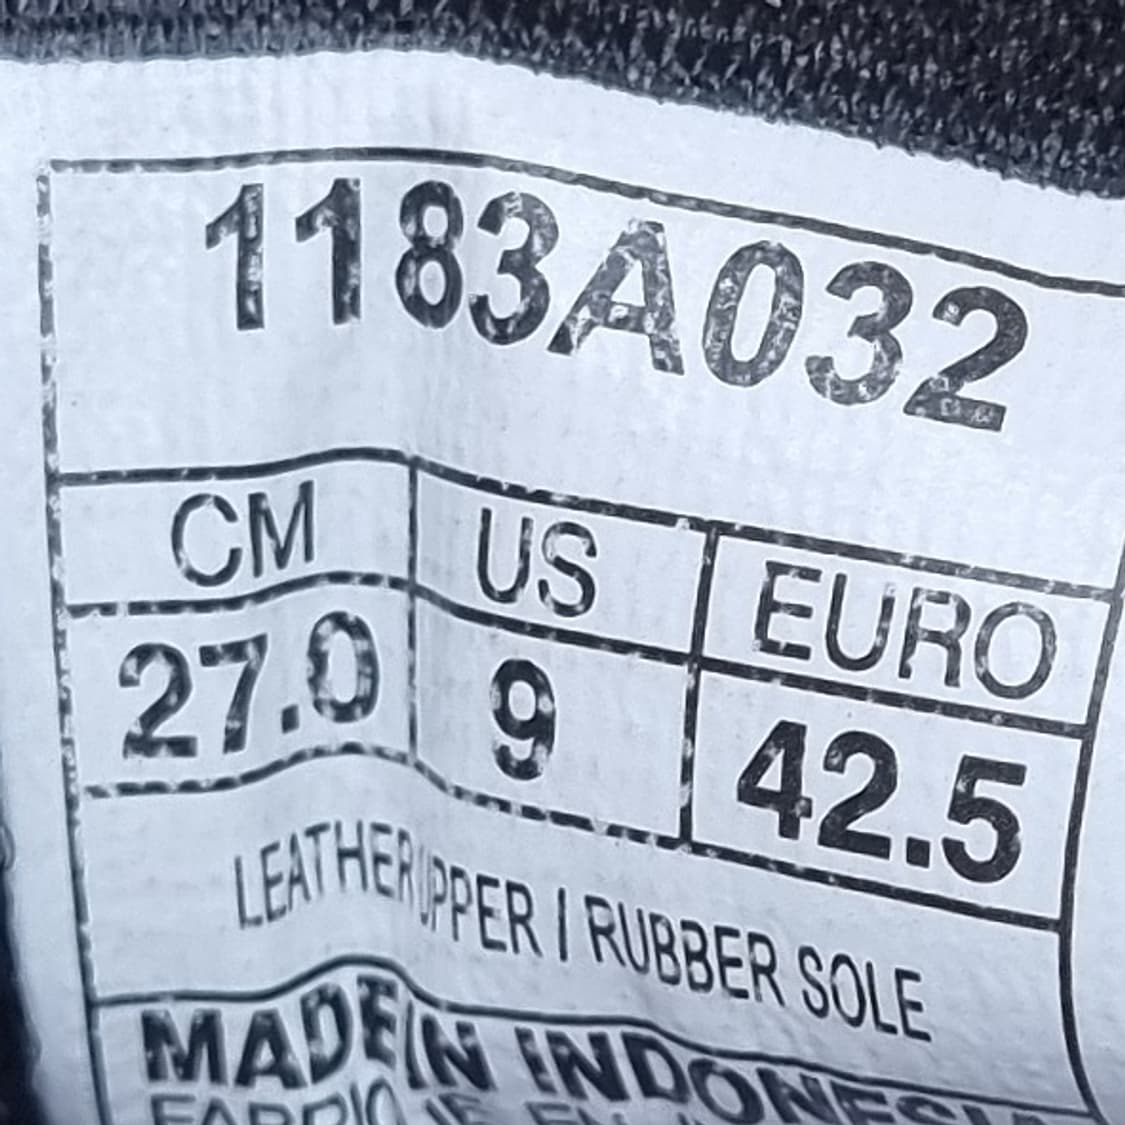 1183A032
CM US EURO
27.0 9 42.5
LEATHER UPPER / RUBBER SOLE
MADE IN INDONESIA